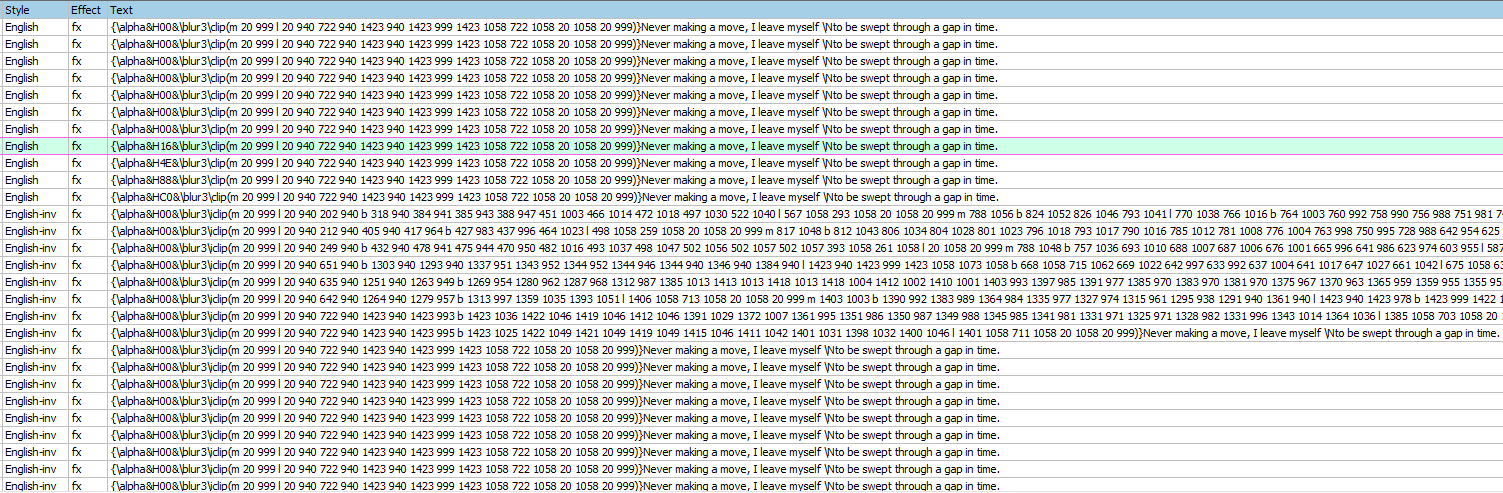 Style Effect Text
English fx {\alpha&H00&\blur3\clip(m 20 999 l 20 940 722 940 1423 940 1423 999 1423 1058 722 1058 20 1058 20 999)}Never making a move, I leave myself \Nto be swept through a gap in time.
English fx {\alpha&H00&\blur3\clip(m 20 999 l 20 940 722 940 1423 940 1423 999 1423 1058 722 1058 20 1058 20 999)}Never making a move, I leave myself \Nto be swept through a gap in time.
English fx {\alpha&H00&\blur3\clip(m 20 999 l 20 940 722 940 1423 940 1423 999 1423 1058 722 1058 20 1058 20 999)}Never making a move, I leave myself \Nto be swept through a gap in time.
English fx {\alpha&H00&\blur3\clip(m 20 999 l 20 940 722 940 1423 940 1423 999 1423 1058 722 1058 20 1058 20 999)}Never making a move, I leave myself \Nto be swept through a gap in time.
English fx {\alpha&H00&\blur3\clip(m 20 999 l 20 940 722 940 1423 940 1423 999 1423 1058 722 1058 20 1058 20 999)}Never making a move, I leave myself \Nto be swept through a gap in time.
English fx {\alpha&H00&\blur3\clip(m 20 999 l 20 940 722 940 1423 940 1423 999 1423 1058 722 1058 20 1058 20 999)}Never making a move, I leave myself \Nto be swept through a gap in time.
English fx {\alpha&H00&\blur3\clip(m 20 999 l 20 940 722 940 1423 940 1423 999 1423 1058 722 1058 20 1058 20 999)}Never making a move, I leave myself \Nto be swept through a gap in time.
English fx {\alpha&H16&\blur3\clip(m 20 999 l 20 940 722 940 1423 940 1423 999 1423 1058 722 1058 20 1058 20 999)}Never making a move, I leave myself \Nto be swept through a gap in time.
English fx {\alpha&H4E&\blur3\clip(m 20 999 l 20 940 722 940 1423 940 1423 999 1423 1058 722 1058 20 1058 20 999)}Never making a move, I leave myself \Nto be swept through a gap in time.
English fx {\alpha&H88&\blur3\clip(m 20 999 l 20 940 722 940 1423 940 1423 999 1423 1058 722 1058 20 1058 20 999)}Never making a move, I leave myself \Nto be swept through a gap in time.
English fx {\alpha&HC0&\blur3\clip(m 20 999 l 20 940 722 940 1423 940 1423 999 1423 1058 722 1058 20 1058 20 999)}Never making a move, I leave myself \Nto be swept through a gap in time.
English-inv fx {\alpha&H00&\blur3\iclip(m 20 999 l 20 940 202 940 b 318 940 384 941 385 943 388 947 451 1003 466 1014 472 1018 497 1030 522 1040 l 567 1058 293 1058 20 1058 20 999 m 788 1056 b 824 1052 826 1046 793 1041 l 770 1038 766 1016 b 764 1003 760 992 758 990 756 988 751 981
English-inv fx {\alpha&H00&\blur3\iclip(m 20 999 l 20 940 212 940 405 940 417 964 b 427 983 437 996 464 1023 l 498 1058 259 1058 20 1058 20 999 m 817 1048 b 812 1043 806 1034 804 1028 801 1023 796 1018 793 1017 790 1016 785 1012 781 1008 776 1004 763 998 750 995 728 988 642 954 625
English-inv fx {\alpha&H00&\blur3\iclip(m 20 999 l 20 940 249 940 b 432 940 478 941 475 944 470 950 482 1016 493 1037 498 1047 502 1056 502 1057 502 1057 393 1058 261 1058 l 20 1058 20 999 m 788 1048 b 757 1036 693 1010 688 1007 687 1006 676 1001 665 996 641 986 623 974 603 955 l 587
English-inv fx {\alpha&H00&\blur3\iclip(m 20 999 l 20 940 651 940 b 1303 940 1293 940 1337 951 1343 952 1344 952 1344 946 1344 940 1346 940 1384 940 l 1423 940 1423 999 1423 1058 1073 1058 b 668 1058 715 1062 669 1022 642 997 633 992 637 1004 641 1017 647 1027 661 1042 l 675 1058
English-inv fx {\alpha&H00&\blur3\iclip(m 20 999 l 20 940 635 940 1251 940 1263 949 b 1269 954 1280 962 1287 968 1312 987 1385 1013 1413 1013 1418 1013 1418 1004 1412 1002 1410 1001 1403 993 1397 985 1391 977 1385 970 1383 970 1381 970 1375 967 1370 963 1365 959 1359 955 1355
English-inv fx {\alpha&H00&\blur3\iclip(m 20 999 l 20 940 642 940 1264 940 1279 957 b 1313 997 1359 1035 1393 1051 l 1406 1058 713 1058 20 1058 20 999 m 1403 1003 b 1390 992 1383 989 1364 984 1335 977 1327 974 1315 961 1295 938 1291 940 1361 940 l 1423 940 1423 978 b 1423 999 1422
English-inv fx {\alpha&H00&\blur3\iclip(m 20 999 l 20 940 722 940 1423 940 1423 993 b 1423 1036 1422 1046 1419 1046 1412 1046 1391 1029 1372 1007 1361 995 1351 986 1350 987 1349 988 1345 985 1341 981 1331 971 1325 971 1328 982 1331 996 1343 1014 1364 1036 l 1385 1058 703 1058 20
English-inv fx {\alpha&H00&\blur3\iclip(m 20 999 l 20 940 722 940 1423 940 1423 995 b 1423 1025 1422 1049 1421 1049 1419 1049 1415 1046 1411 1042 1401 1031 1398 1032 1400 1046 l 1401 1058 711 1058 20 1058 20 999)}Never making a move, I leave myself \Nto be swept through a gap in time.
English-inv fx {\alpha&H00&\blur3\iclip(m 20 999 l 20 940 722 940 1423 940 1423 999 1423 1058 722 1058 20 1058 20 999)}Never making a move, I leave myself \Nto be swept through a gap in time.
English-inv fx {\alpha&H00&\blur3\iclip(m 20 999 l 20 940 722 940 1423 940 1423 999 1423 1058 722 1058 20 1058 20 999)}Never making a move, I leave myself \Nto be swept through a gap in time.
English-inv fx {\alpha&H00&\blur3\iclip(m 20 999 l 20 940 722 940 1423 940 1423 999 1423 1058 722 1058 20 1058 20 999)}Never making a move, I leave myself \Nto be swept through a gap in time.
English-inv fx {\alpha&H00&\blur3\iclip(m 20 999 l 20 940 722 940 1423 940 1423 999 1423 1058 722 1058 20 1058 20 999)}Never making a move, I leave myself \Nto be swept through a gap in time.
English-inv fx {\alpha&H00&\blur3\iclip(m 20 999 l 20 940 722 940 1423 940 1423 999 1423 1058 722 1058 20 1058 20 999)}Never making a move, I leave myself \Nto be swept through a gap in time.
English-inv fx {\alpha&H00&\blur3\iclip(m 20 999 l 20 940 722 940 1423 940 1423 999 1423 1058 722 1058 20 1058 20 999)}Never making a move, I leave myself \Nto be swept through a gap in time.
English-inv fx {\alpha&H00&\blur3\iclip(m 20 999 l 20 940 722 940 1423 940 1423 999 1423 1058 722 1058 20 1058 20 999)}Never making a move, I leave myself \Nto be swept through a gap in time.
English-inv fx {\alpha&H00&\blur3\iclip(m 20 999 l 20 940 722 940 1423 940 1423 999 1423 1058 722 1058 20 1058 20 999)}Never making a move, I leave myself \Nto be swept through a gap in time.
English-inv fx {\alpha&H00&\blur3\iclip(m 20 999 l 20 940 722 940 1423 940 1423 999 1423 1058 722 1058 20 1058 20 999)}Never making a move, I leave myself \Nto be swept through a gap in time.